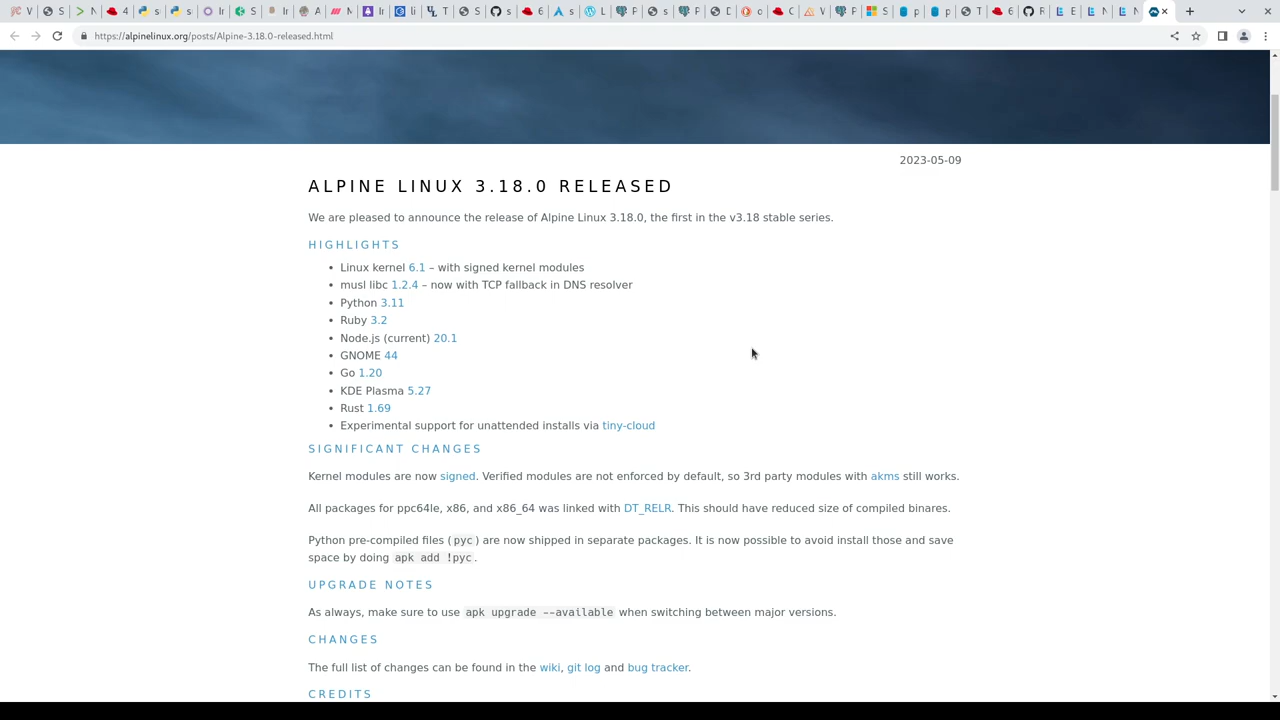 https://alpinelinux.org/posts/Alpine-3.18.0-released.html
2023-05-09
ALPINE LINUX 3.18.0 RELEASED
We are pleased to announce the release of Alpine Linux 3.18.0, the first in the v3.18 stable series.
HIGHLIGHTS
• Linux kernel 6.1 – with signed kernel modules
• musl libc 1.2.4 – now with TCP fallback in DNS resolver
• Python 3.11
• Ruby 3.2
• Node.js (current) 20.1
• GNOME 44
• Go 1.20
• KDE Plasma 5.27
• Rust 1.69
• Experimental support for unattended installs via tiny-cloud
SIGNIFICANT CHANGES
Kernel modules are now signed. Verified modules are not enforced by default, so 3rd party modules with akms still works.
All packages for ppc64le, x86, and x86_64 was linked with DT_RELR. This should have reduced size of compiled binares.
Python pre-compiled files (pyc) are now shipped in separate packages. It is now possible to avoid install those and save
space by doing apk add !pyc.
UPGRADE NOTES
As always, make sure to use apk upgrade --available when switching between major versions.
CHANGES
The full list of changes can be found in the wiki, git log and bug tracker.
CREDITS